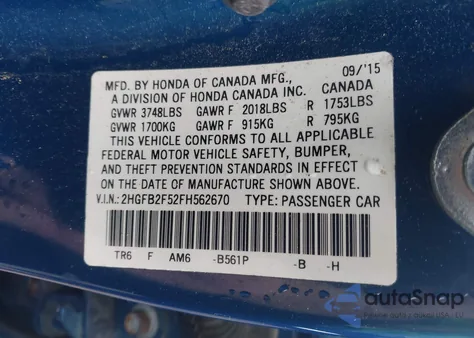 MFD. BY HONDA OF CANADA MFG., 09/'15
A DIVISION OF HONDA CANADA INC. CANADA
GVWR 3748LBS GAWR F 2018LBS R 1753LBS
GVWR 1700KG GAWR F 915KG R 795KG
THIS VEHICLE CONFORMS TO ALL APPLICABLE
FEDERAL MOTOR VEHICLE SAFETY, BUMPER,
AND THEFT PREVENTION STANDARDS IN EFFECT
ON THE DATE OF MANUFACTURE SHOWN ABOVE.
V.I.N.: 2HGFB2F52FH562670 TYPE: PASSENGER CAR
TR6 F AM6 -B561P -B -H
autoSnap